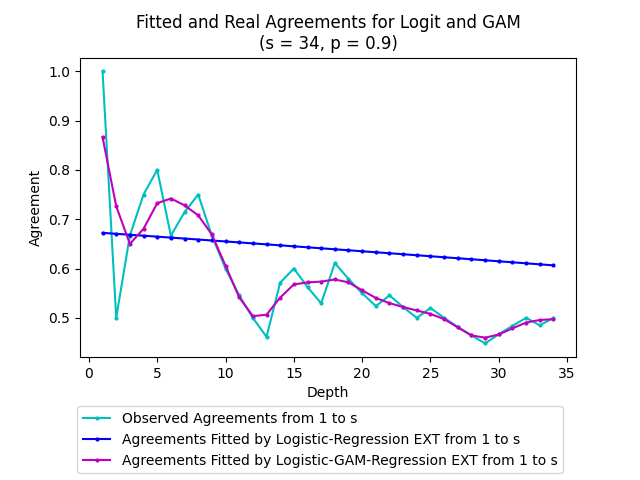 Fitted and Real Agreements for Logit and GAM
(s = 34, p = 0.9)
1.0
0.9
0.8
0.7
0.6
0.5
Agreement
0 5 10 15 20 25 30 35
Depth
Observed Agreements from 1 to s
Agreements Fitted by Logistic-Regression EXT from 1 to s
Agreements Fitted by Logistic-GAM-Regression EXT from 1 to s